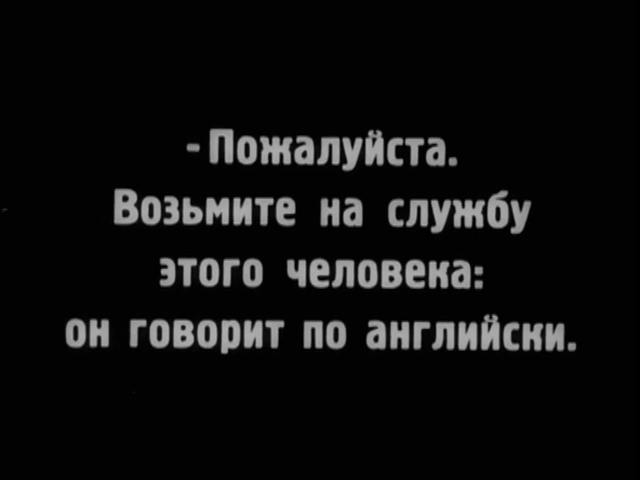 - Пожалуйста.
Возьмите на службу
этого человека:
он говорит по английски.